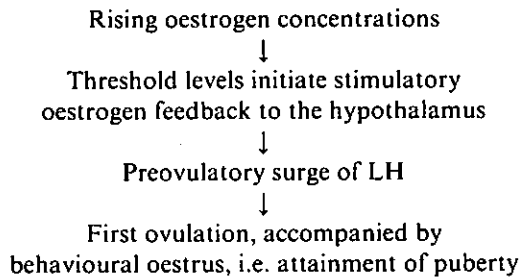 Rising oestrogen concentrations
↓
Threshold levels initiate stimulatory
oestrogen feedback to the hypothalamus
↓
Preovulatory surge of LH
↓
First ovulation, accompanied by
behavioural oestrus, i.e. attainment of puberty